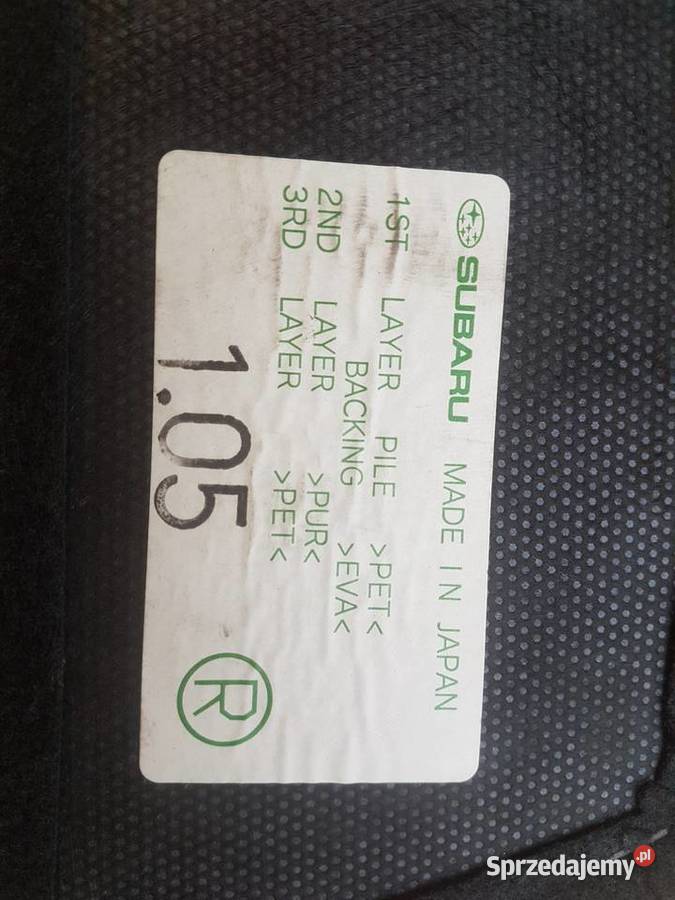 SUBARU MADE IN JAPAN
1ST LAYER PILE >PET<
BACKING >EVA<
2ND LAYER >PUR<
3RD LAYER >PET<
1.05
R
Sprzedajemy.pl